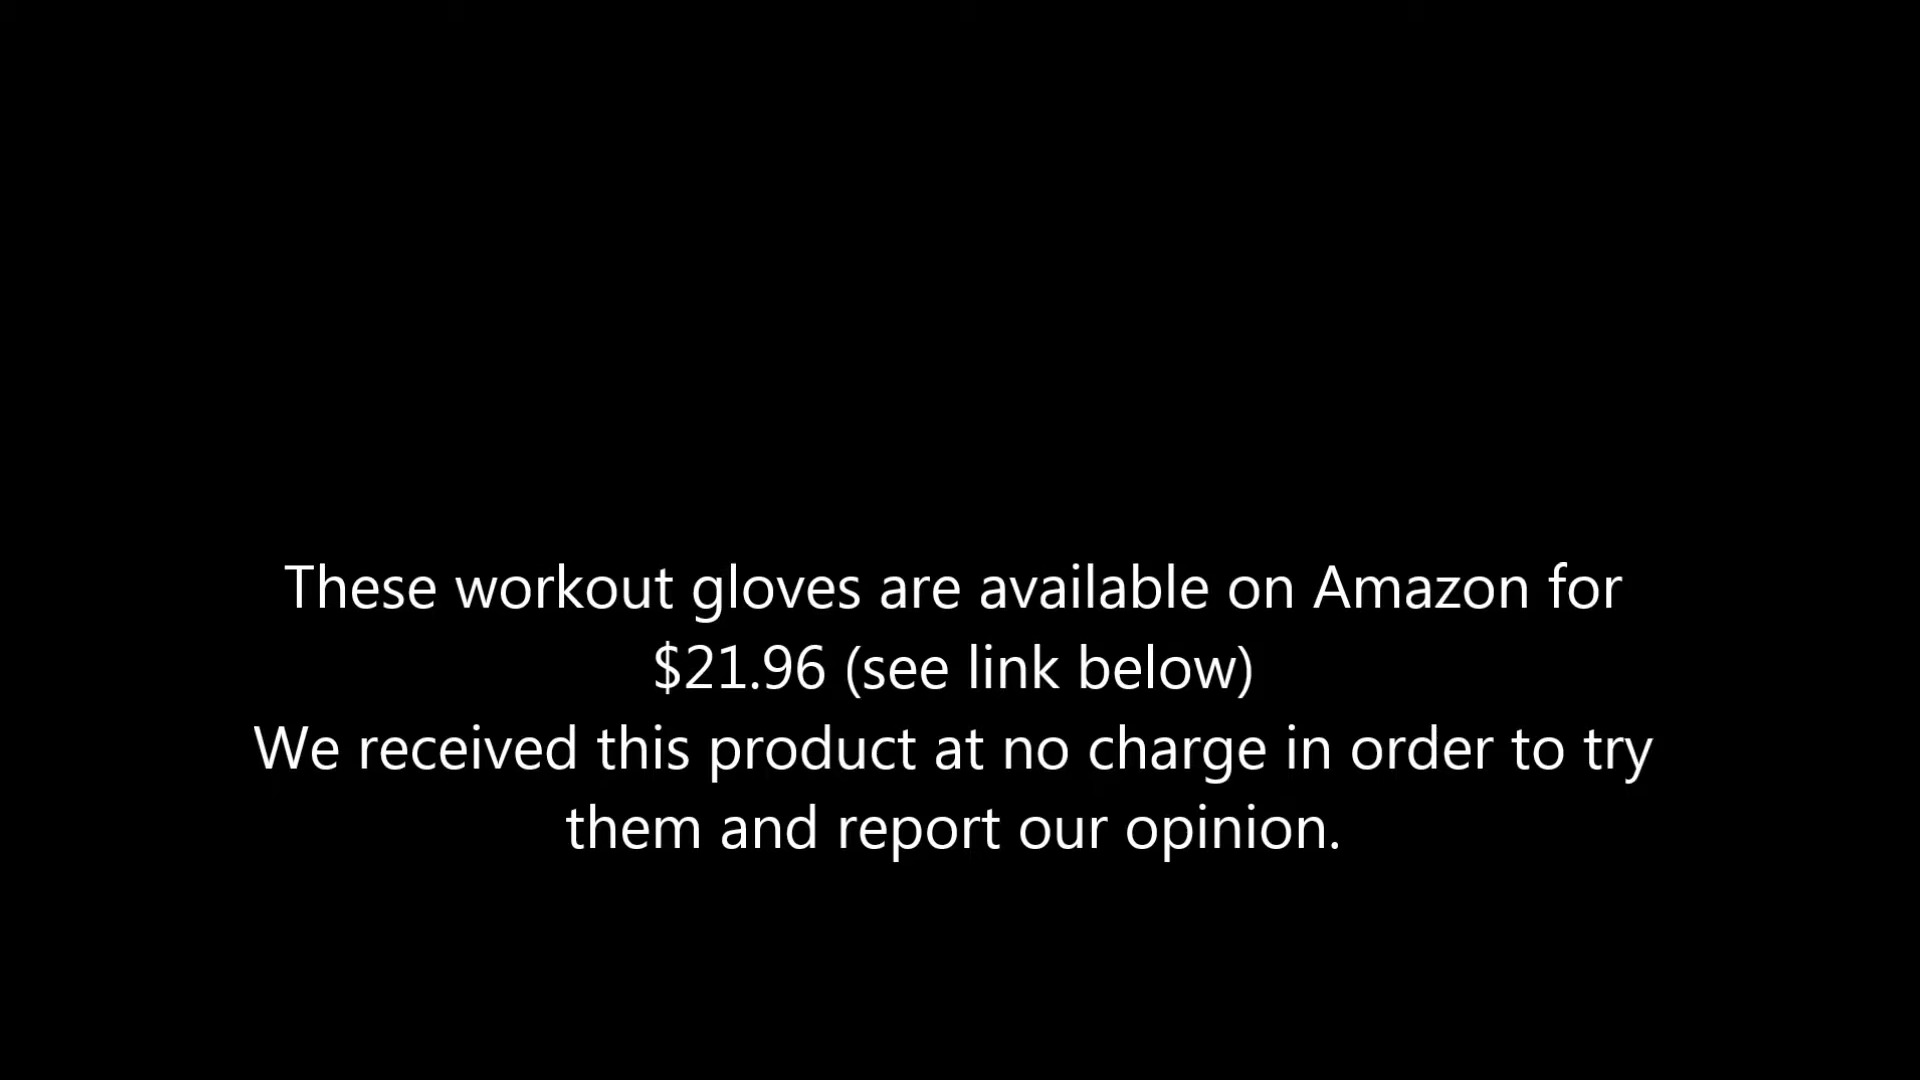 These workout gloves are available on Amazon for
$21.96 (see link below)
We received this product at no charge in order to try
them and report our opinion.